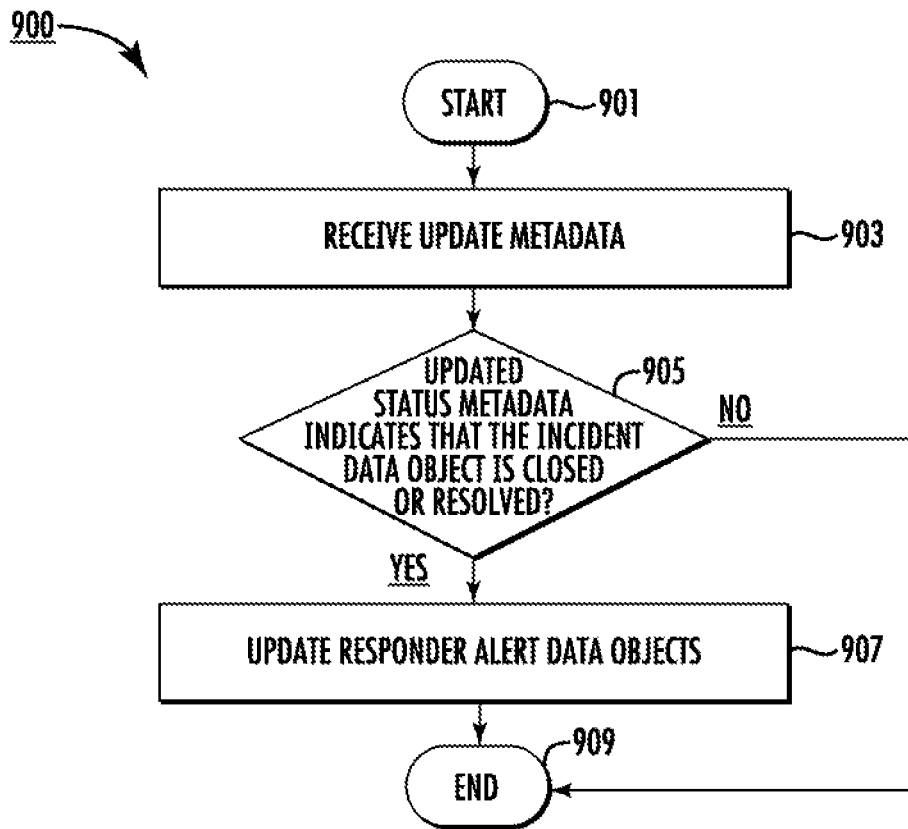 900
START
901
RECEIVE UPDATE METADATA
903
UPDATED
STATUS METADATA
INDICATES THAT THE INCIDENT
DATA OBJECT IS CLOSED
OR RESOLVED?
905
NO
YES
UPDATE RESPONDER ALERT DATA OBJECTS
907
END
909